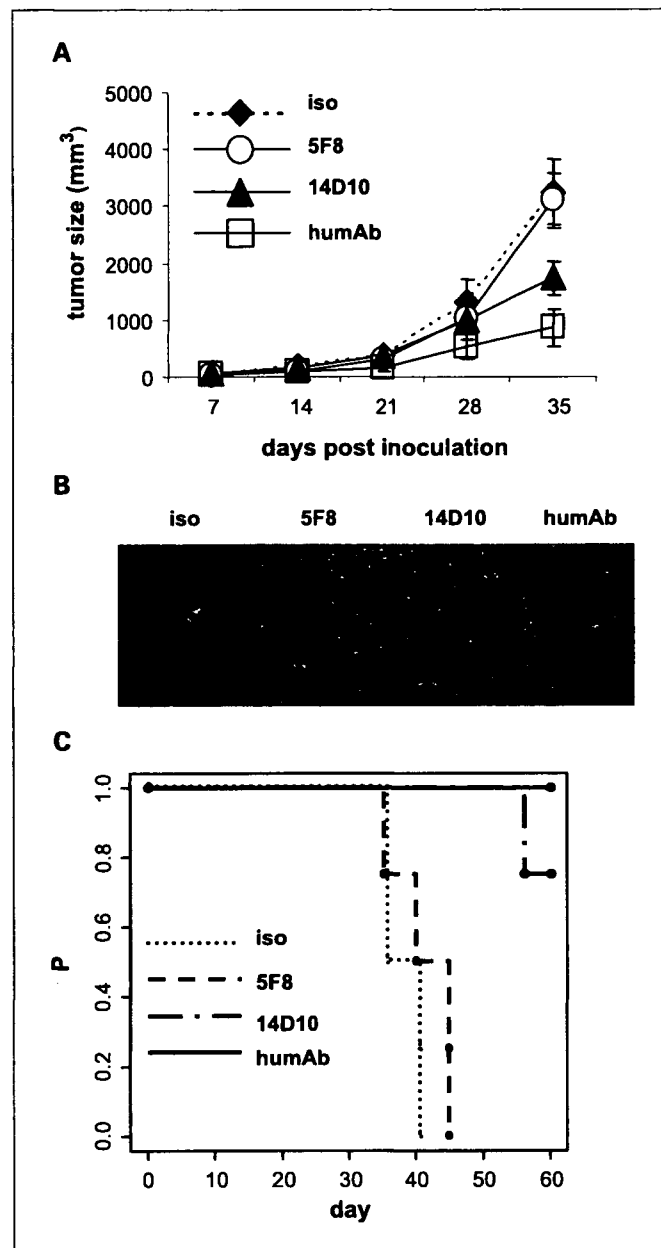 A
tumor size (mm³)
5000
4000
3000
2000
1000
0
iso
5F8
14D10
humAb
7 14 21 28 35
days post inoculation
B
iso 5F8 14D10 humAb
C
P
1.0
0.8
0.6
0.4
0.2
0.0
iso
5F8
14D10
humAb
0 10 20 30 40 50 60
day